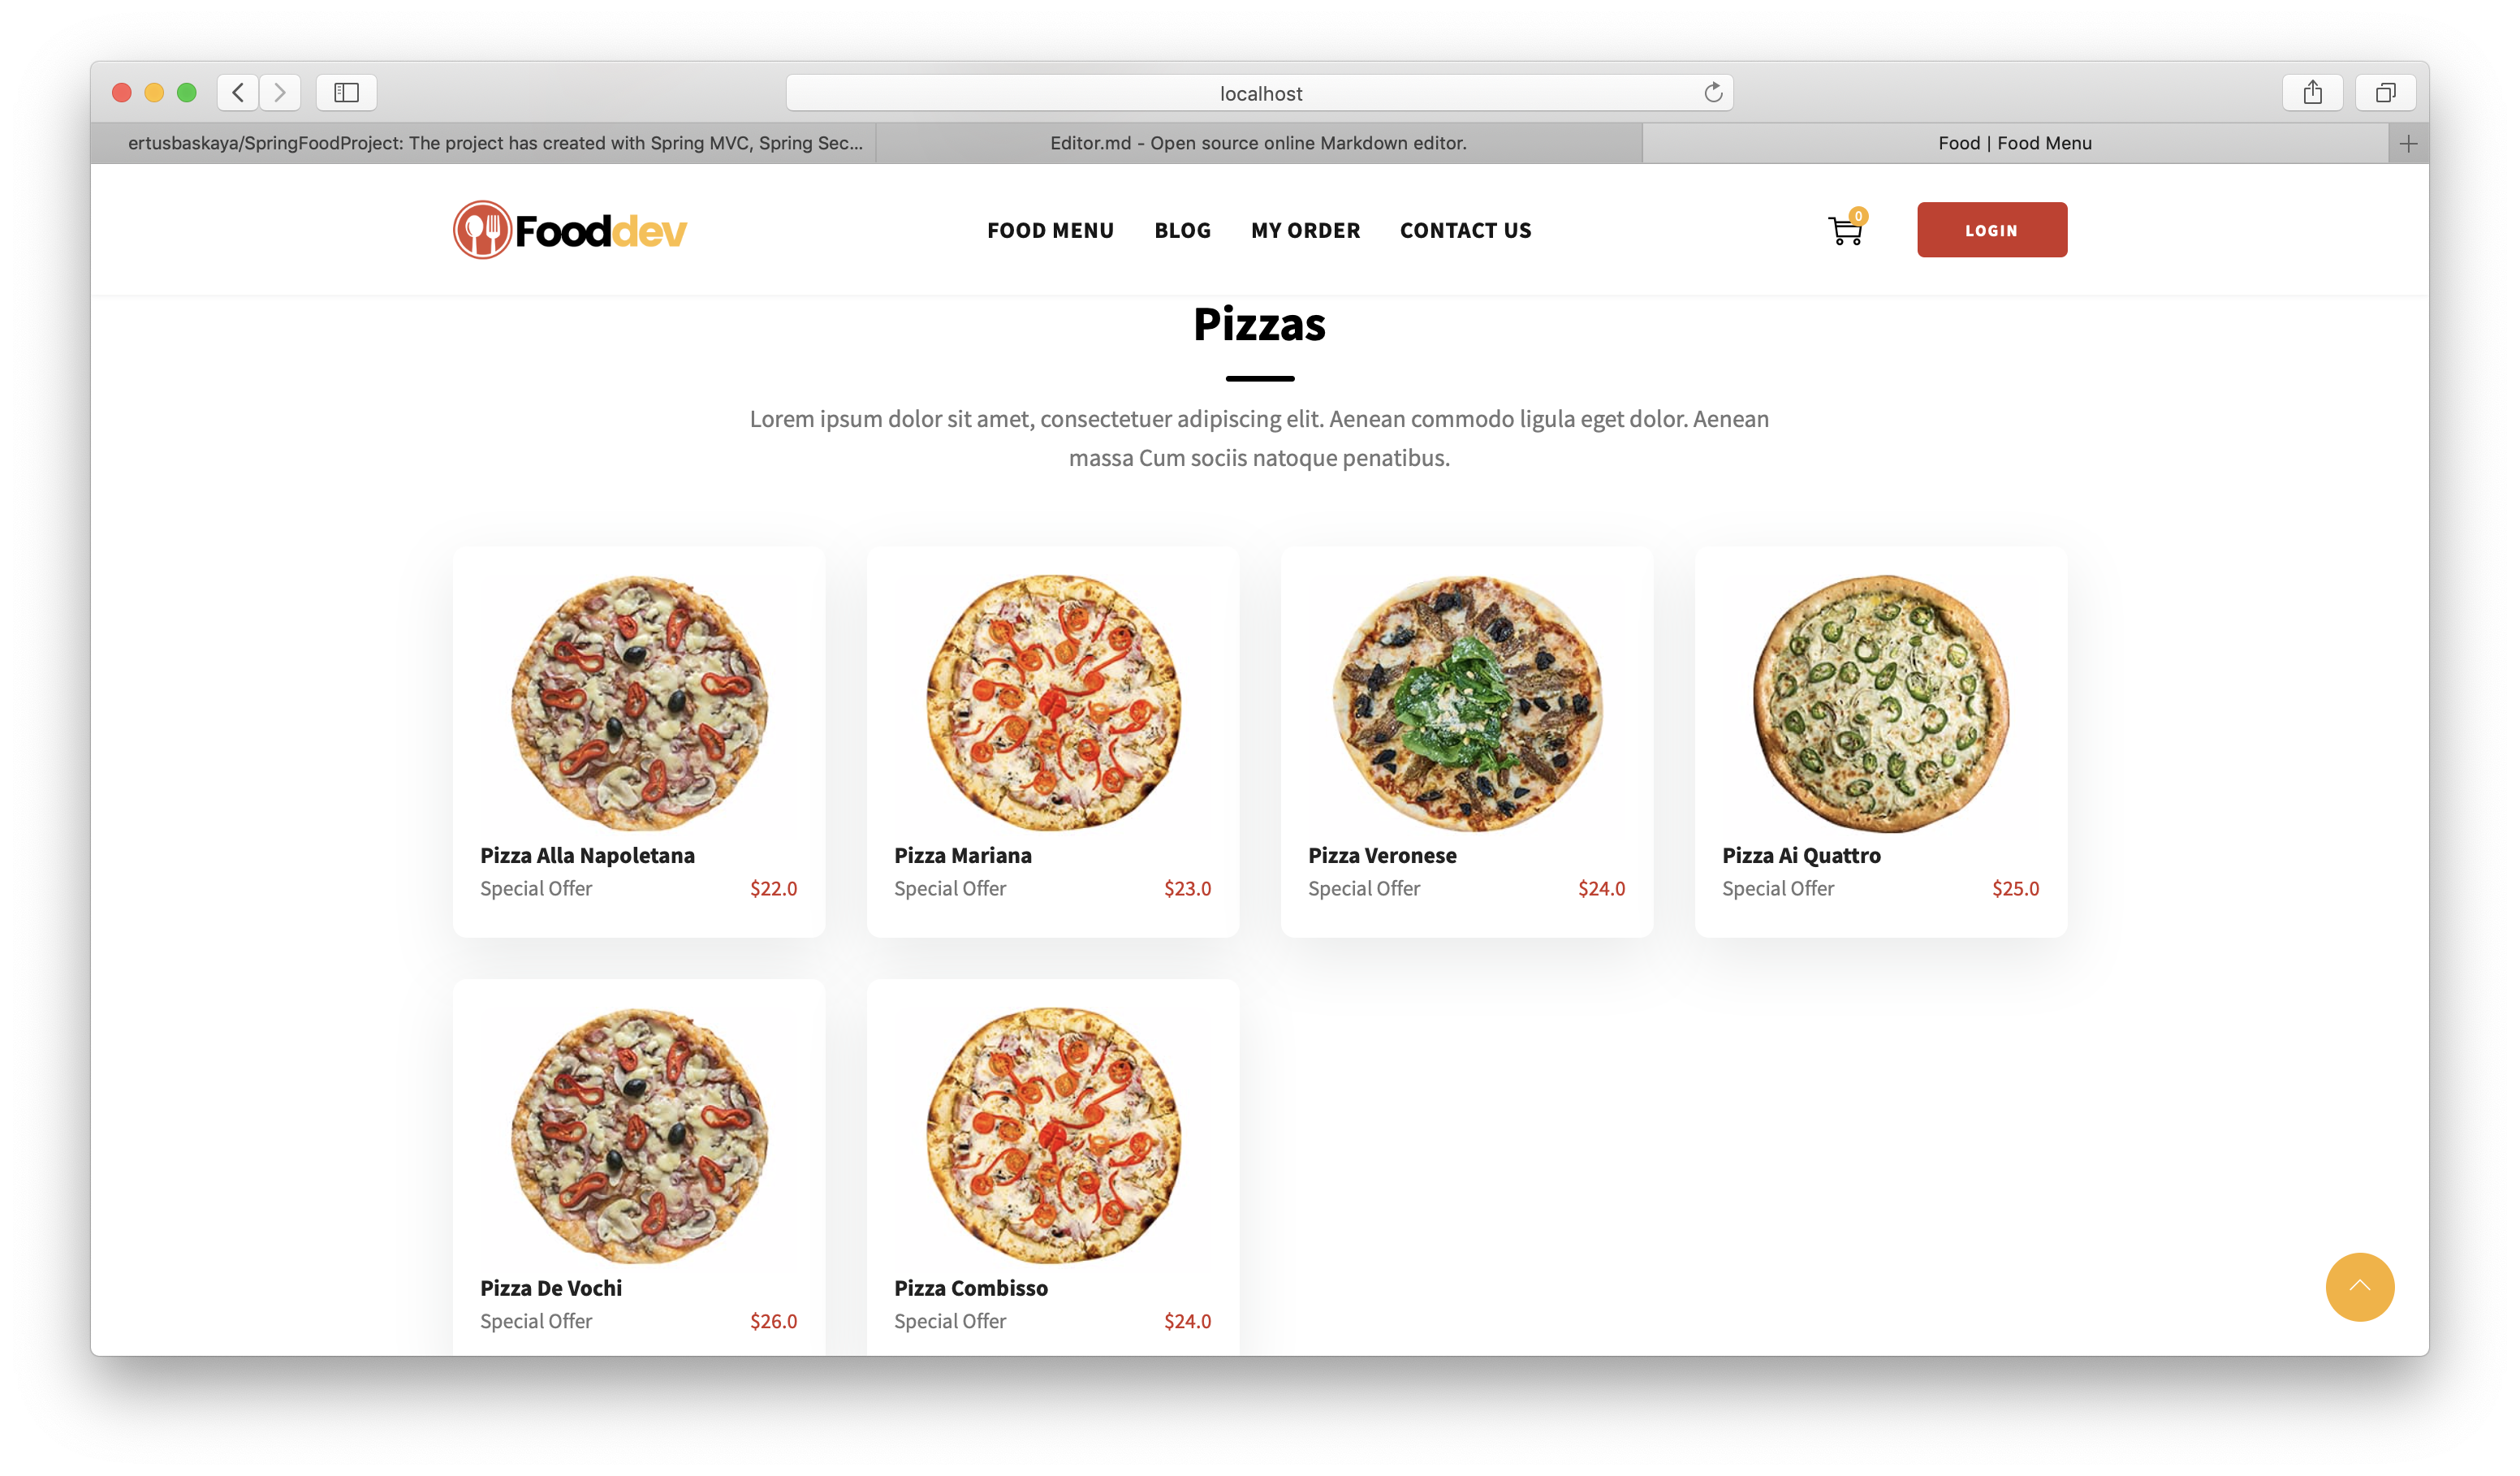 localhost
ertusbaskaya/SpringFoodProject: The project has created with Spring MVC, Spring Sec...
Editor.md - Open source online Markdown editor.
Food | Food Menu
Fooddev
FOOD MENU
BLOG
MY ORDER
CONTACT US
0
LOGIN
Pizzas
Lorem ipsum dolor sit amet, consectetuer adipiscing elit. Aenean commodo ligula eget dolor. Aenean
massa Cum sociis natoque penatibus.
Pizza Alla Napoletana
Special Offer
$22.0
Pizza Mariana
Special Offer
$23.0
Pizza Veronese
Special Offer
$24.0
Pizza Ai Quattro
Special Offer
$25.0
Pizza De Vochi
Special Offer
$26.0
Pizza Combisso
Special Offer
$24.0